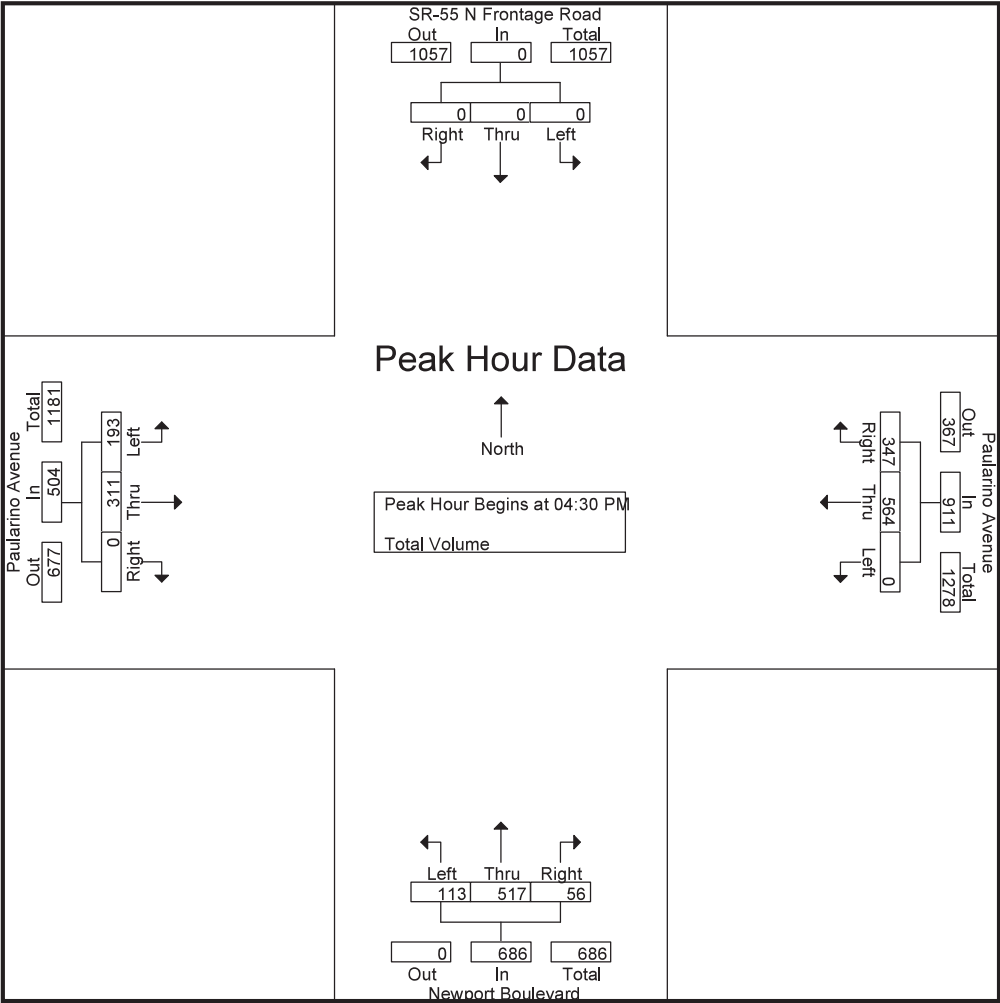 SR-55 N Frontage Road
Out In Total
1057 0 1057
0 0 0
Right Thru Left
Peak Hour Data
North
Peak Hour Begins at 04:30 PM
Total Volume
Paularino Avenue
Total In Out
1181 504 677
193 311 0
Left Thru Right
Paularino Avenue
Out In Total
367 911 1278
347 564 0
Right Thru Left
Left Thru Right
113 517 56
0 686 686
Out In Total
Newport Boulevard